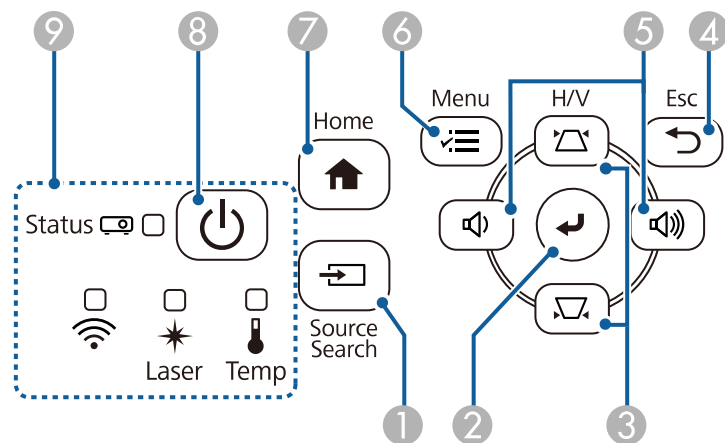 9 8 7 6 5 4
Menu H/V Esc
Home
Status
Source
Search
Laser Temp
1 2 3